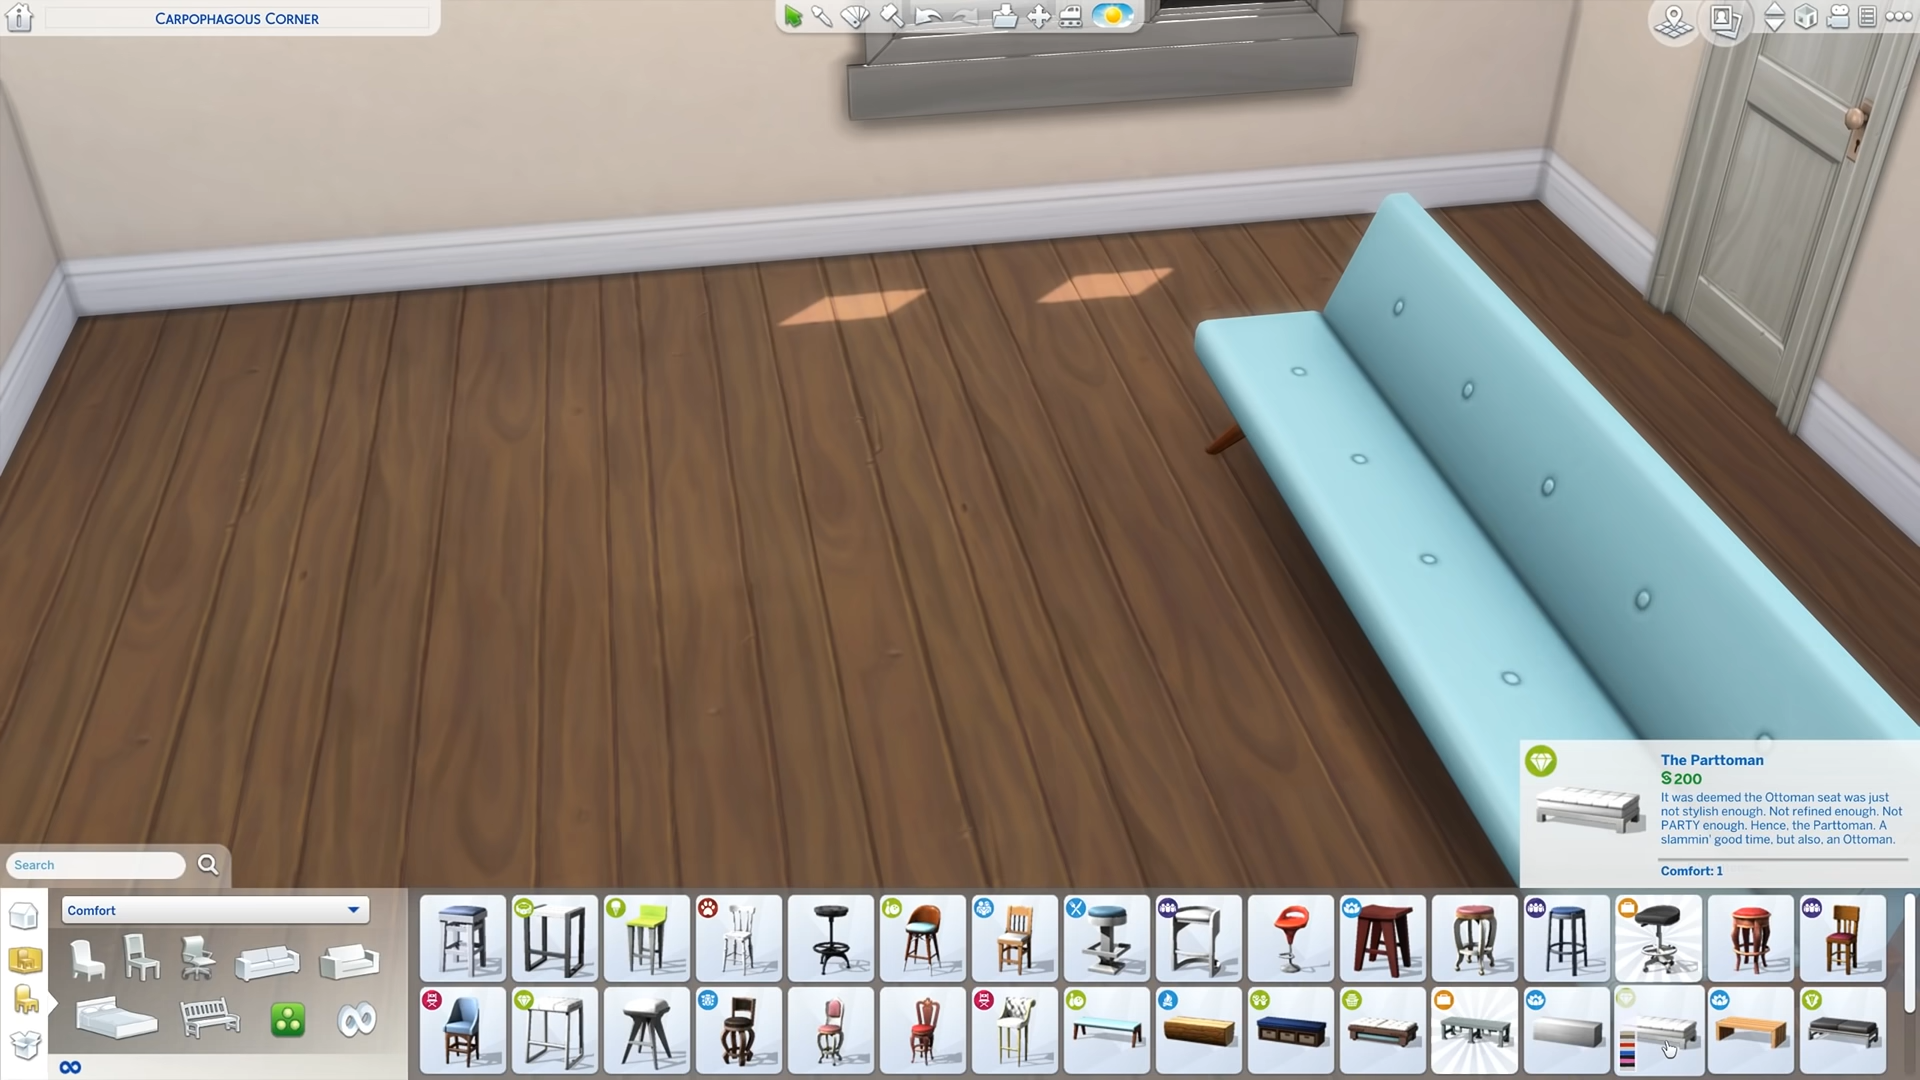 Carpophagous Corner
The Parttoman
§200
It was deemed the Ottoman seat was just
not stylish enough. Not refined enough. Not
PARTY enough. Hence, the Parttoman. A
slammin' good time, but also, an Ottoman.
Comfort: 1
Search
Comfort